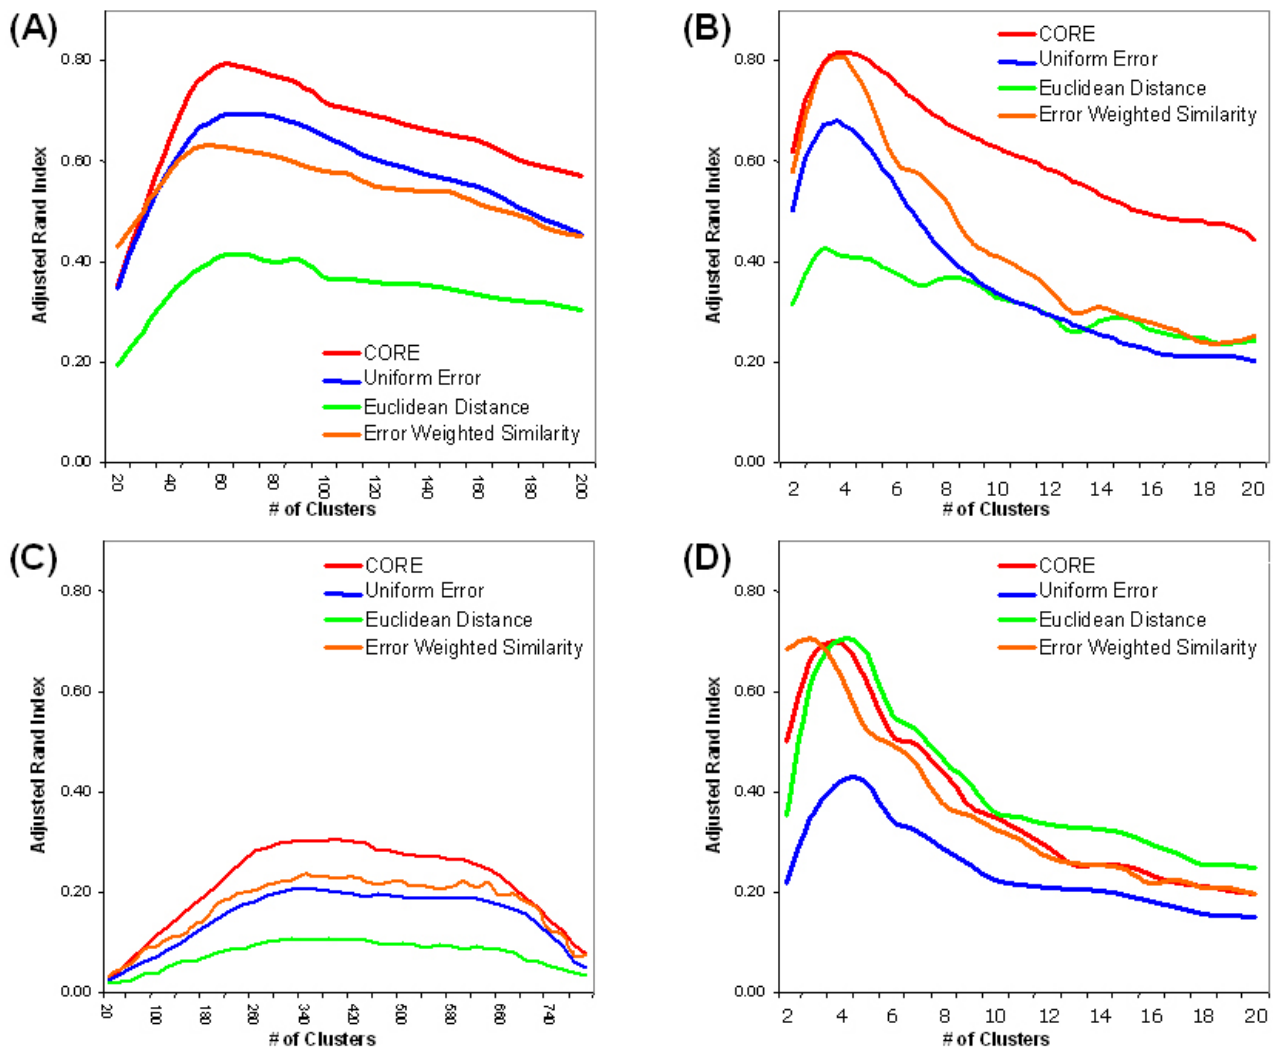 (A)
Adjusted Rand Index
0.80
0.60
0.40
0.20
0.00
CORE
Uniform Error
Euclidean Distance
Error Weighted Similarity
20 40 60 80 100 120 140 160 180 200
# of Clusters
(B)
Adjusted Rand Index
0.80
0.60
0.40
0.20
0.00
CORE
Uniform Error
Euclidean Distance
Error Weighted Similarity
2 4 6 8 10 12 14 16 18 20
# of Clusters
(C)
Adjusted Rand Index
0.80
0.60
0.40
0.20
0.00
CORE
Uniform Error
Euclidean Distance
Error Weighted Similarity
20 100 180 260 340 420 500 580 660 740
# of Clusters
(D)
Adjusted Rand Index
0.80
0.60
0.40
0.20
0.00
CORE
Uniform Error
Euclidean Distance
Error Weighted Similarity
2 4 6 8 10 12 14 16 18 20
# of Clusters